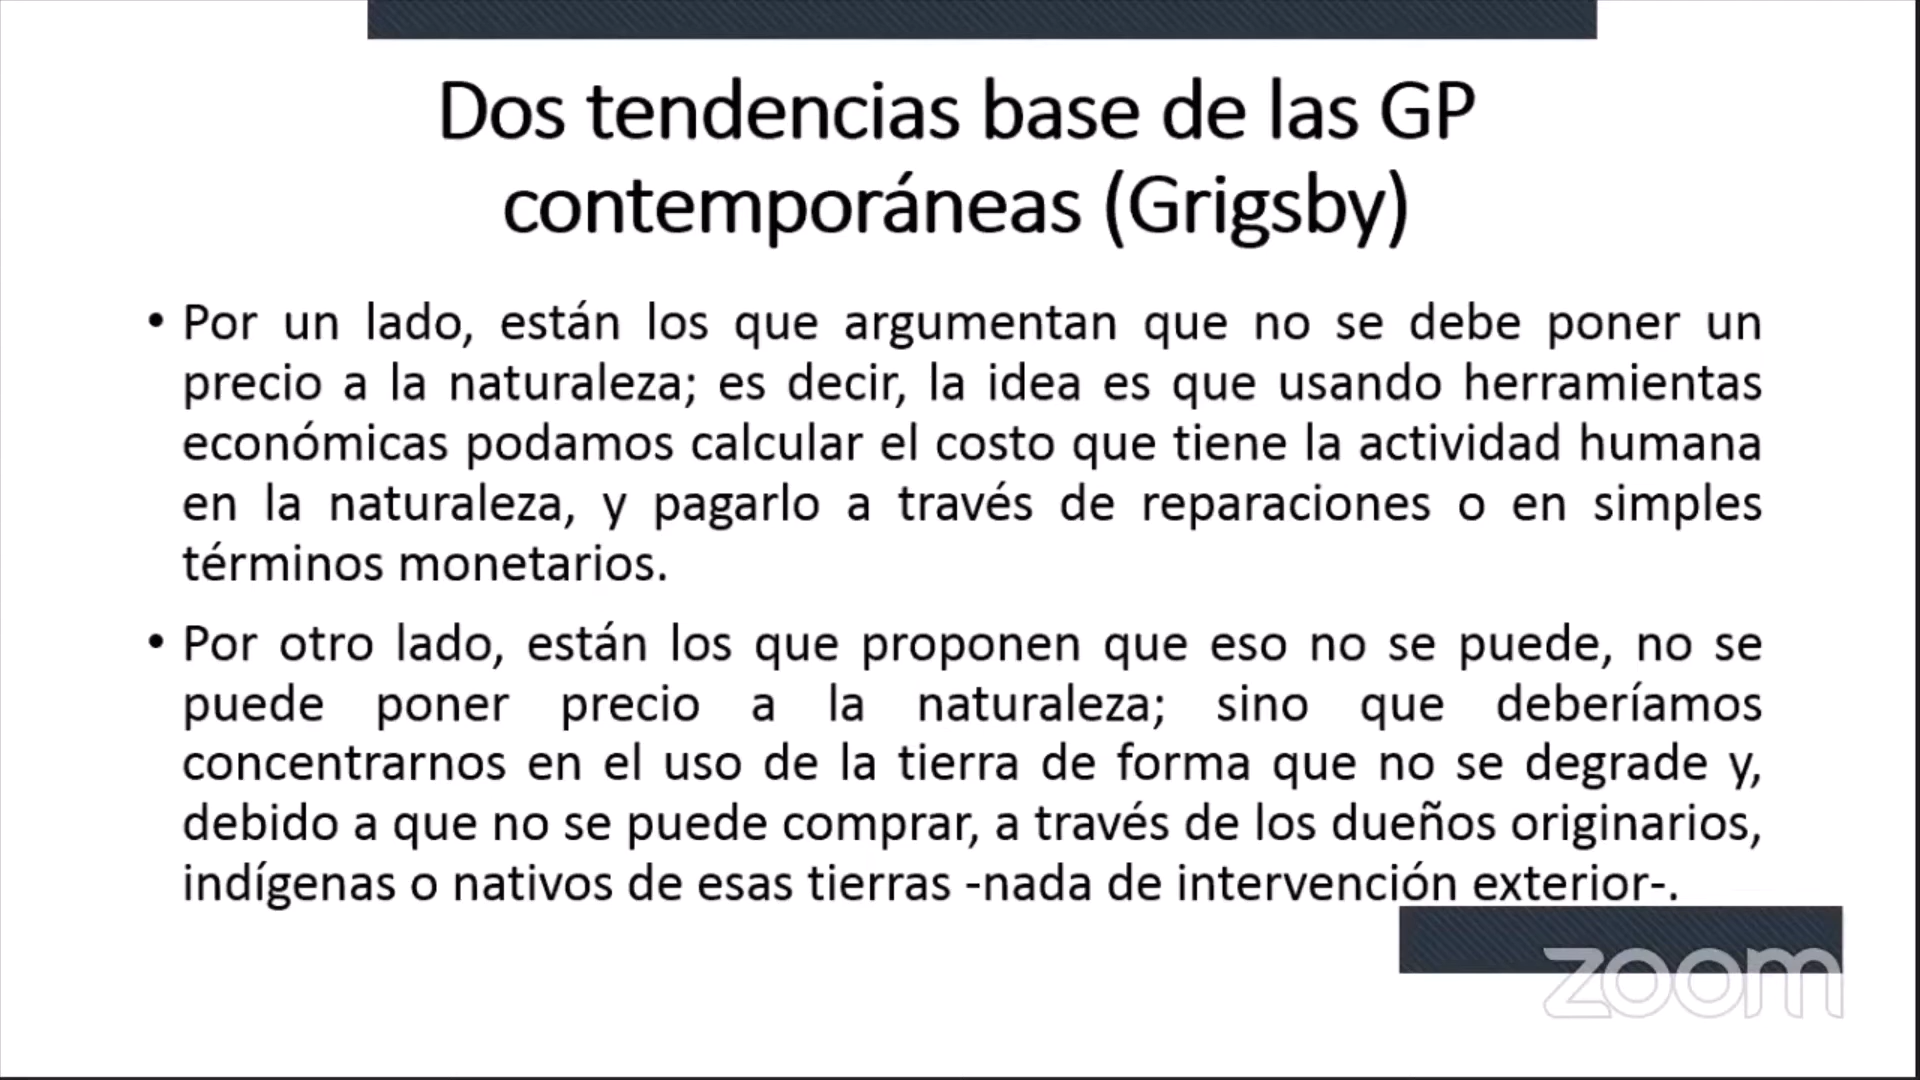 Dos tendencias base de las GP
contemporáneas (Grigsby)
• Por un lado, están los que argumentan que no se debe poner un
precio a la naturaleza; es decir, la idea es que usando herramientas
económicas podamos calcular el costo que tiene la actividad humana
en la naturaleza, y pagarlo a través de reparaciones o en simples
términos monetarios.
• Por otro lado, están los que proponen que eso no se puede, no se
puede poner precio a la naturaleza; sino que deberíamos
concentrarnos en el uso de la tierra de forma que no se degrade y,
debido a que no se puede comprar, a través de los dueños originarios,
indígenas o nativos de esas tierras -nada de intervención exterior-.
zoom